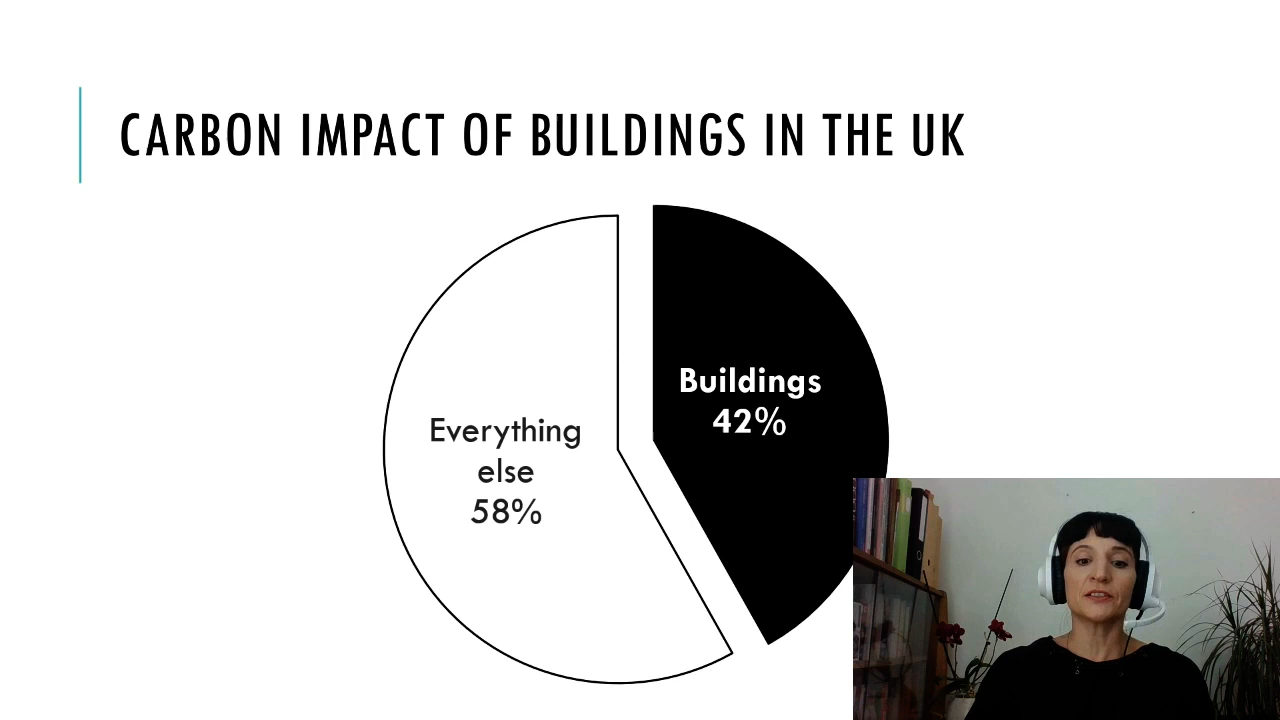 CARBON IMPACT OF BUILDINGS IN THE UK
Buildings
42%
Everything
else
58%